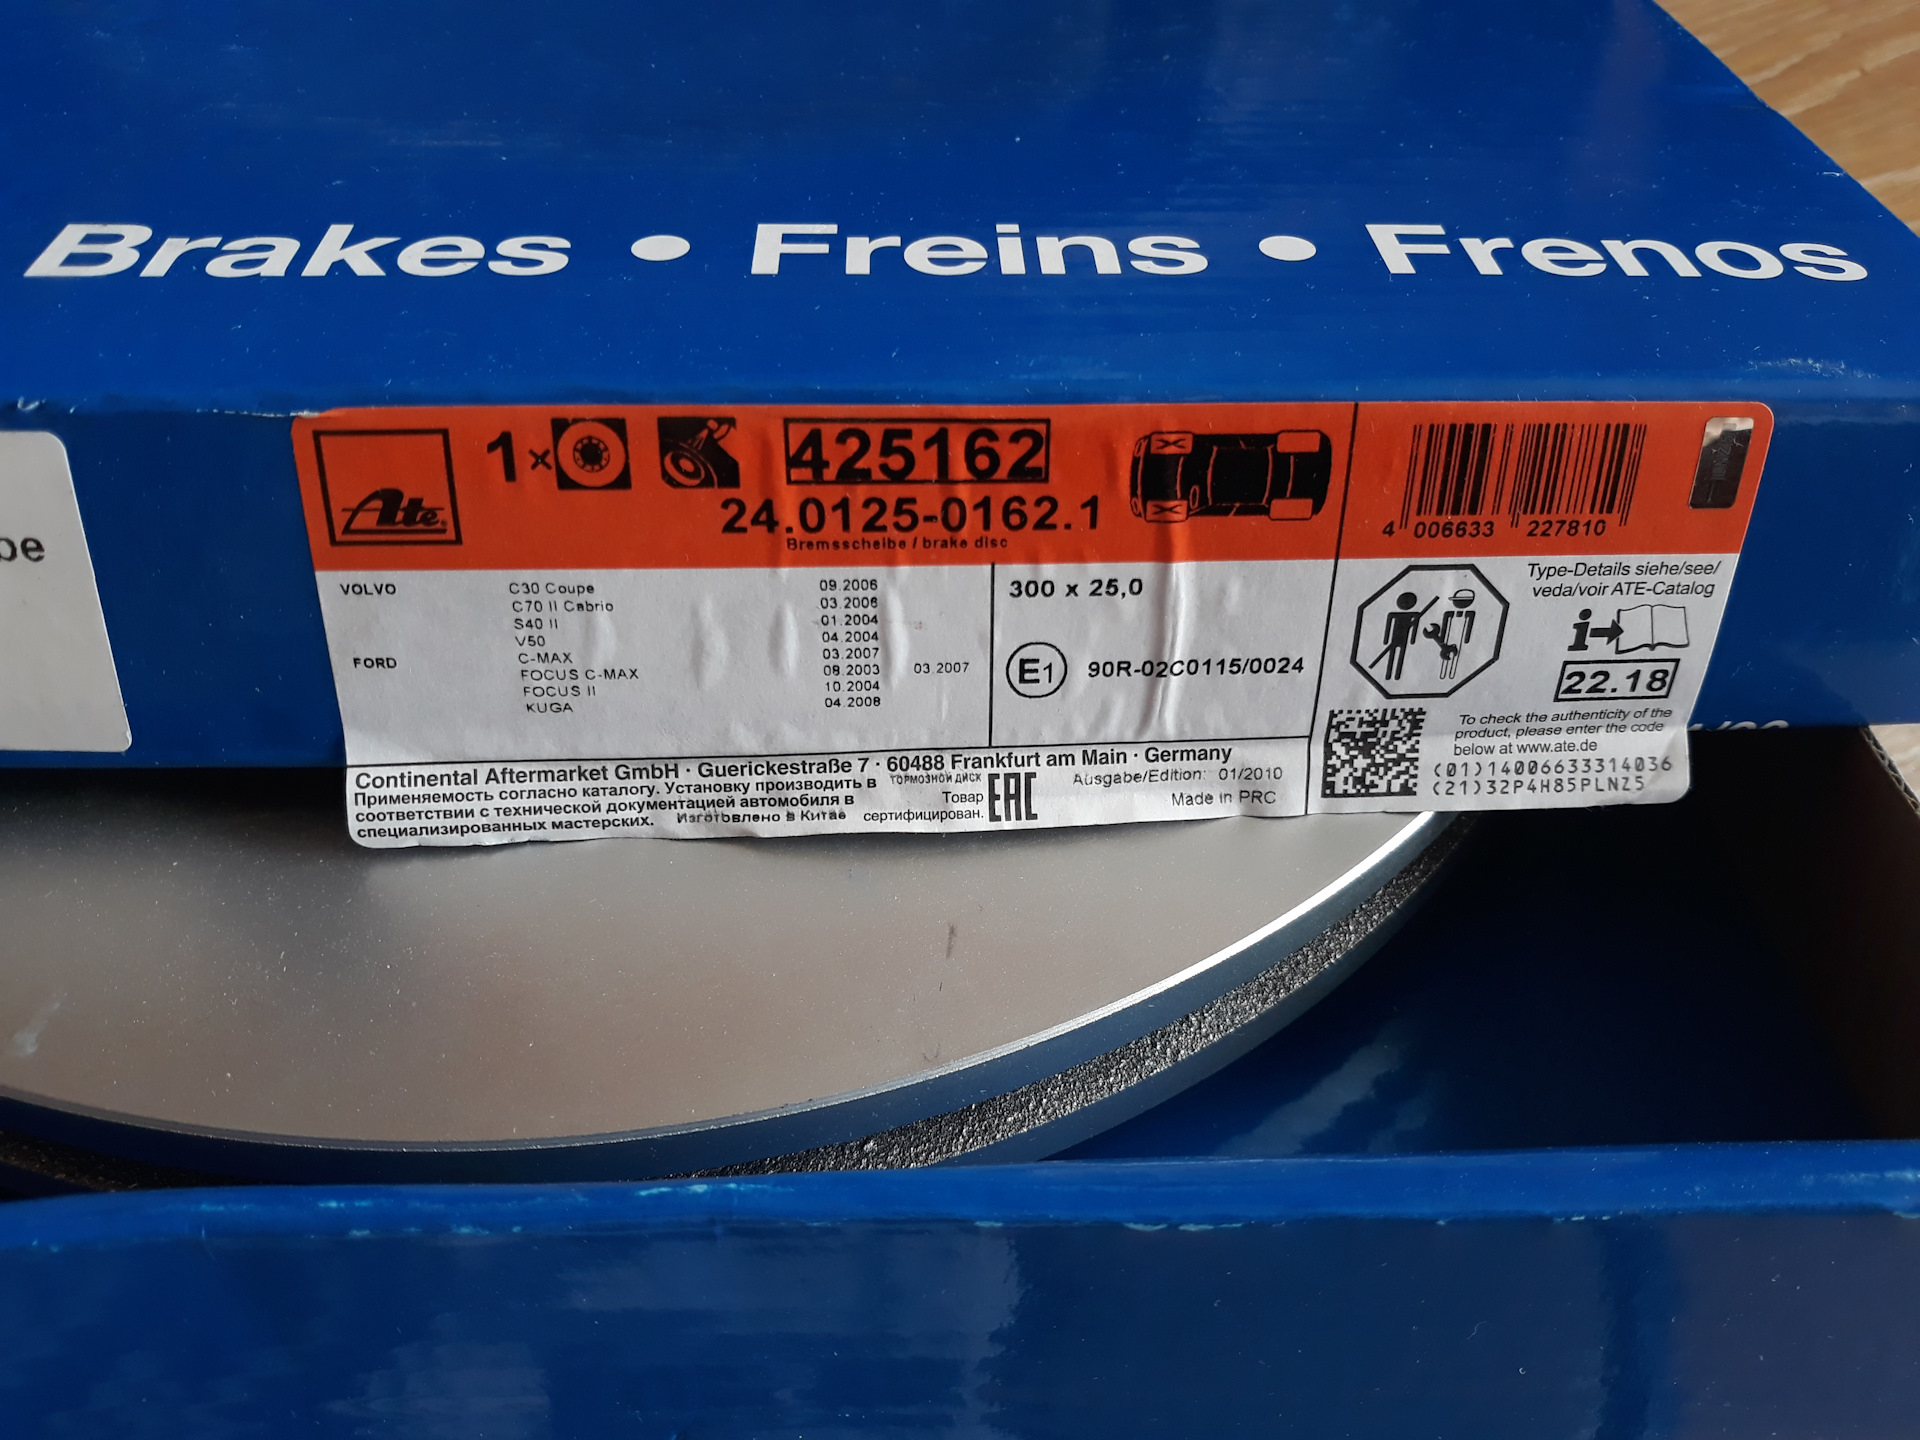 Brakes • Freins • Frenos
be
Ate
1×
425162
24.0125-0162.1
Bremsscheibe / brake disc
4 006633 227810
VOLVO C30 Coupe 09.2006
C70 II Cabrio 03.2006
S40 II 01.2004
V50 04.2004
FORD C-MAX 03.2007
FOCUS C-MAX 08.2003 03.2007
FOCUS II 10.2004
KUGA 04.2008
300 x 25,0
E1 90R-02C0115/0024
Type-Details siehe/see/
veda/voir ATE-Catalog
i
22.18
To check the authenticity of the
product, please enter the code
below at www.ate.de
(01)14006633314036
(21)32P4H85PLNZ5
Continental Aftermarket GmbH · Guerickestraße 7 · 60488 Frankfurt am Main · Germany
Применяемость согласно каталогу. Установку производить в
соответствии с технической документацией автомобиля в
специализированных мастерских. Изготовлено в Китае
ТОРМОЗНОЙ ДИСК
Товар
сертифицирован.
EAC
Ausgabe/Edition: 01/2010
Made in PRC